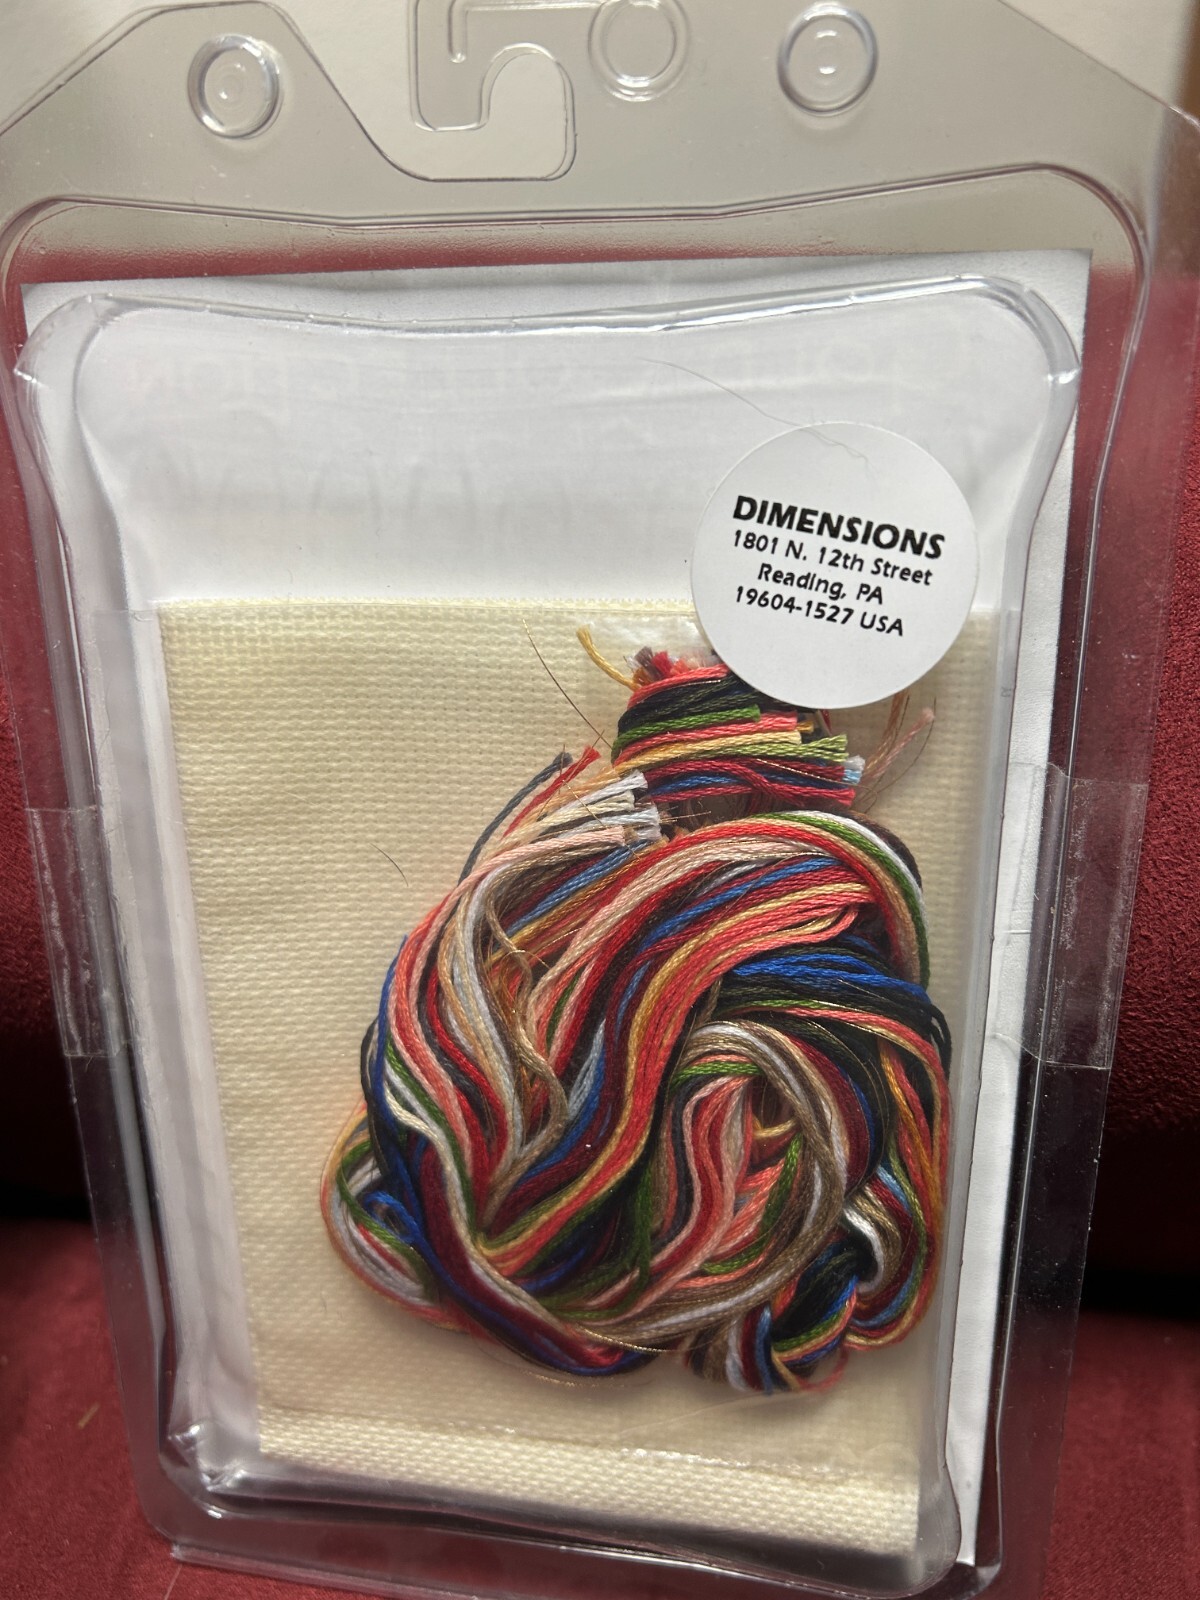 DIMENSIONS
1801 N. 12th Street
Reading, PA
19604-1527 USA